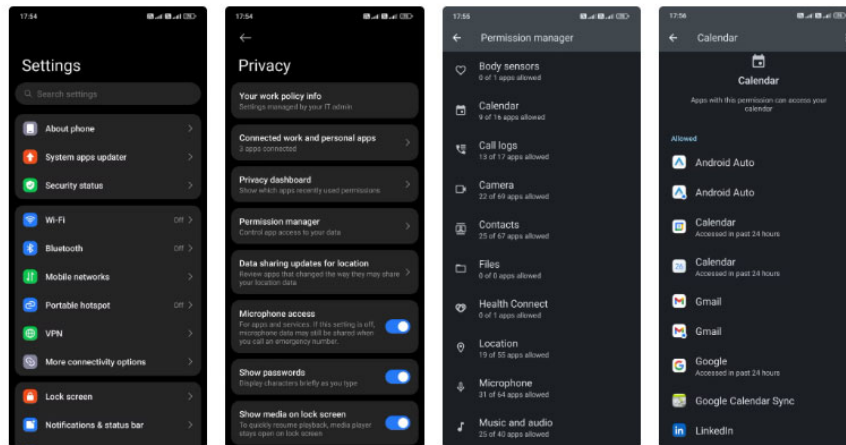 17:54
Settings
Search settings
About phone
System apps updater
Security status
Wi-Fi
Off
Bluetooth
Off
Mobile networks
Portable hotspot
Off
VPN
More connectivity options
Lock screen
Notifications & status bar
17:54
Privacy
Your work policy info
Settings managed by your IT admin
Connected work and personal apps
3 apps connected
Privacy dashboard
Show which apps recently used permissions
Permission manager
Control app access to your data
Data sharing updates for location
Review apps that changed the way they may share
your location data
Microphone access
For apps and services. If this setting is off,
microphone data may still be shared when
you call an emergency number.
Show passwords
Display characters briefly as you type
Show media on lock screen
To quickly resume playback, media player
stays open on lock screen
17:55
Permission manager
Body sensors
0 of 1 apps allowed
Calendar
9 of 16 apps allowed
Call logs
13 of 17 apps allowed
Camera
22 of 69 apps allowed
Contacts
25 of 67 apps allowed
Files
0 of 0 apps allowed
Health Connect
0 of 1 apps allowed
Location
19 of 55 apps allowed
Microphone
31 of 64 apps allowed
Music and audio
25 of 40 apps allowed
17:56
Calendar
Calendar
Apps with this permission can access your
calendar
Allowed
Android Auto
Android Auto
Calendar
Accessed in past 24 hours
Calendar
Accessed in past 24 hours
Gmail
Gmail
Google
Accessed in past 24 hours
Google Calendar Sync
LinkedIn